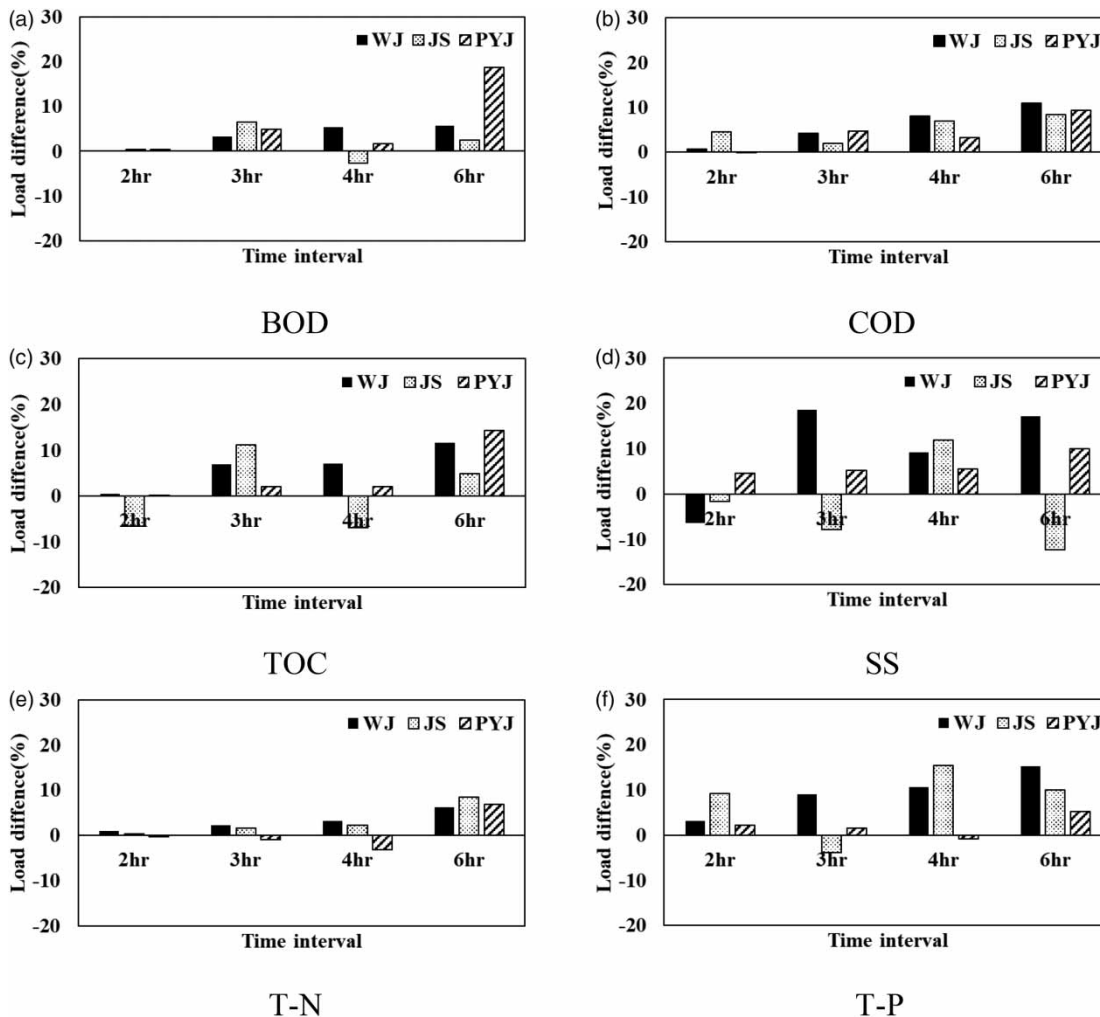 (a)
30
20
10
0
-10
-20
Load difference(%)
WJ JS PYJ
2hr 3hr 4hr 6hr
Time interval
BOD
(b)
30
20
10
0
-10
-20
Load difference(%)
WJ JS PYJ
2hr 3hr 4hr 6hr
Time interval
COD
(c)
30
20
10
0
-10
-20
Load diffence(%)
WJ JS PYJ
2hr 3hr 4hr 6hr
Time interval
TOC
(d)
30
20
10
0
-10
-20
Load diffence(%)
WJ JS PYJ
2hr 3hr 4hr 6hr
Time interval
SS
(e)
30
20
10
0
-10
-20
Load diffence(%)
WJ JS PYJ
2hr 3hr 4hr 6hr
Time interval
T-N
(f)
30
20
10
0
-10
-20
Load diffence(%)
WJ JS PYJ
2hr 3hr 4hr 6hr
Time interval
T-P